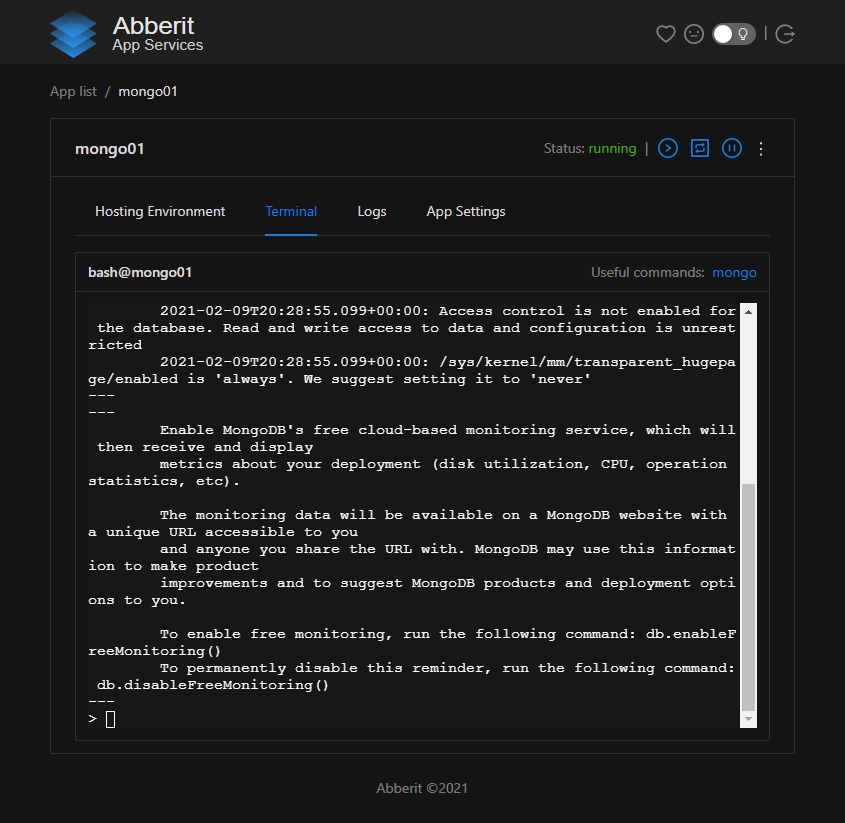 Abberit
App Services
App list / mongo01
mongo01
Status: running |
Hosting Environment Terminal Logs App Settings
bash@mongo01
Useful commands: mongo
2021-02-09T20:28:55.099+00:00: Access control is not enabled for
the database. Read and write access to data and configuration is unrest
ricted
2021-02-09T20:28:55.099+00:00: /sys/kernel/mm/transparent_hugepa
ge/enabled is 'always'. We suggest setting it to 'never'
---
---
Enable MongoDB's free cloud-based monitoring service, which will
then receive and display
metrics about your deployment (disk utilization, CPU, operation
statistics, etc).
The monitoring data will be available on a MongoDB website with
a unique URL accessible to you
and anyone you share the URL with. MongoDB may use this informat
ion to make product
improvements and to suggest MongoDB products and deployment opti
ons to you.
To enable free monitoring, run the following command: db.enableF
reeMonitoring()
To permanently disable this reminder, run the following command:
db.disableFreeMonitoring()
---
>
Abberit ©2021